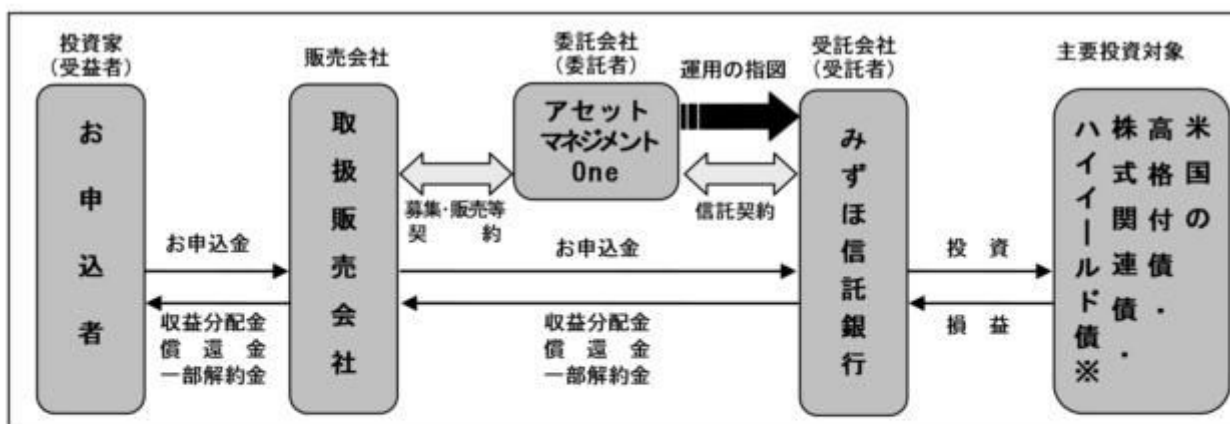 投資家
（受益者）
お申込者
販売会社
取扱販売会社
委託会社
（委託者）
アセット
マネジメント
One
運用の指図
受託会社
（受託者）
みずほ信託銀行
主要投資対象
米国の
高格付債・
株式関連債・
ハイイールド債※
募集・販売等
契　約
信託契約
お申込金
収益分配金
償　還　金
一部解約金
お申込金
収益分配金
償　還　金
一部解約金
投　資
損　益